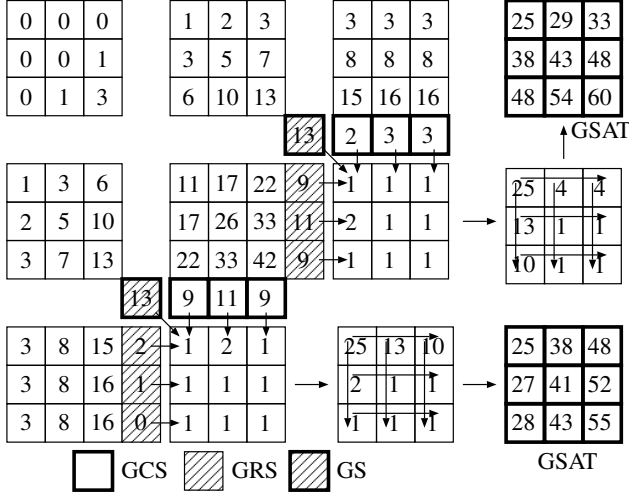 0 0 0 1 2 3 3 3 3 25 29 33
0 0 1 3 5 7 8 8 8 38 43 48
0 1 3 6 10 13 15 16 16 48 54 60
13 2 3 3 GSAT
1 3 6 11 17 22 9 1 1 1 25 4 4
2 5 10 17 26 33 11 2 1 1 13 1 1
3 7 13 22 33 42 9 1 1 1 10 1 1
13 9 11 9
3 8 15 2 1 2 1 25 13 10 25 38 48
3 8 16 1 1 1 1 2 1 1 27 41 52
3 8 16 0 1 1 1 1 1 1 28 43 55
GCS GRS GS GSAT